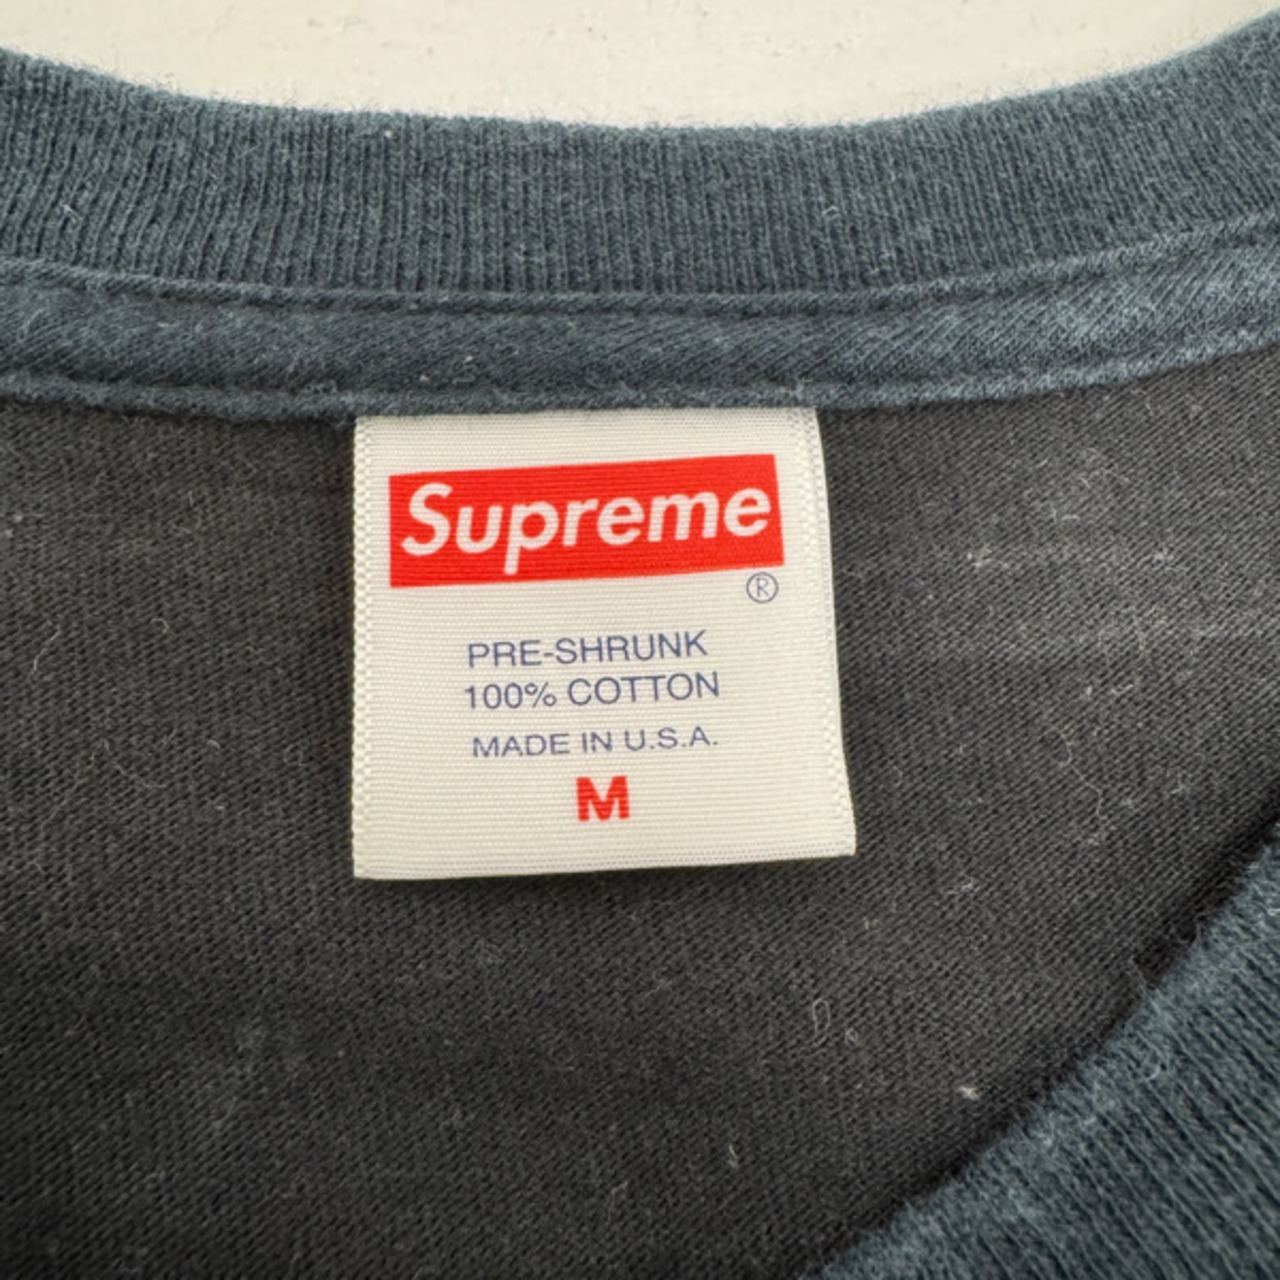 Supreme
®
PRE-SHRUNK
100% COTTON
MADE IN U.S.A.
M